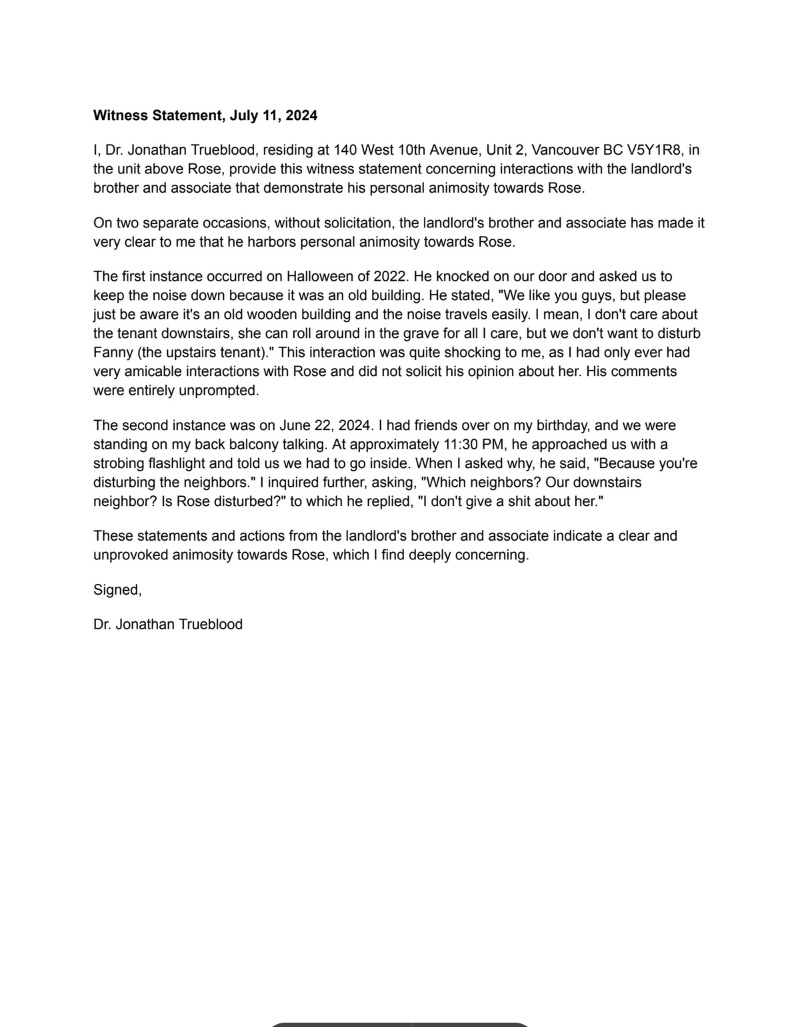 Witness Statement, July 11, 2024
I, Dr. Jonathan Trueblood, residing at 140 West 10th Avenue, Unit 2, Vancouver BC V5Y1R8, in
the unit above Rose, provide this witness statement concerning interactions with the landlord's
brother and associate that demonstrate his personal animosity towards Rose.
On two separate occasions, without solicitation, the landlord's brother and associate has made it
very clear to me that he harbors personal animosity towards Rose.
The first instance occurred on Halloween of 2022. He knocked on our door and asked us to
keep the noise down because it was an old building. He stated, "We like you guys, but please
just be aware it's an old wooden building and the noise travels easily. I mean, I don't care about
the tenant downstairs, she can roll around in the grave for all I care, but we don't want to disturb
Fanny (the upstairs tenant)." This interaction was quite shocking to me, as I had only ever had
very amicable interactions with Rose and did not solicit his opinion about her. His comments
were entirely unprompted.
The second instance was on June 22, 2024. I had friends over on my birthday, and we were
standing on my back balcony talking. At approximately 11:30 PM, he approached us with a
strobing flashlight and told us we had to go inside. When I asked why, he said, "Because you're
disturbing the neighbors." I inquired further, asking, "Which neighbors? Our downstairs
neighbor? Is Rose disturbed?" to which he replied, "I don't give a shit about her."
These statements and actions from the landlord's brother and associate indicate a clear and
unprovoked animosity towards Rose, which I find deeply concerning.
Signed,
Dr. Jonathan Trueblood